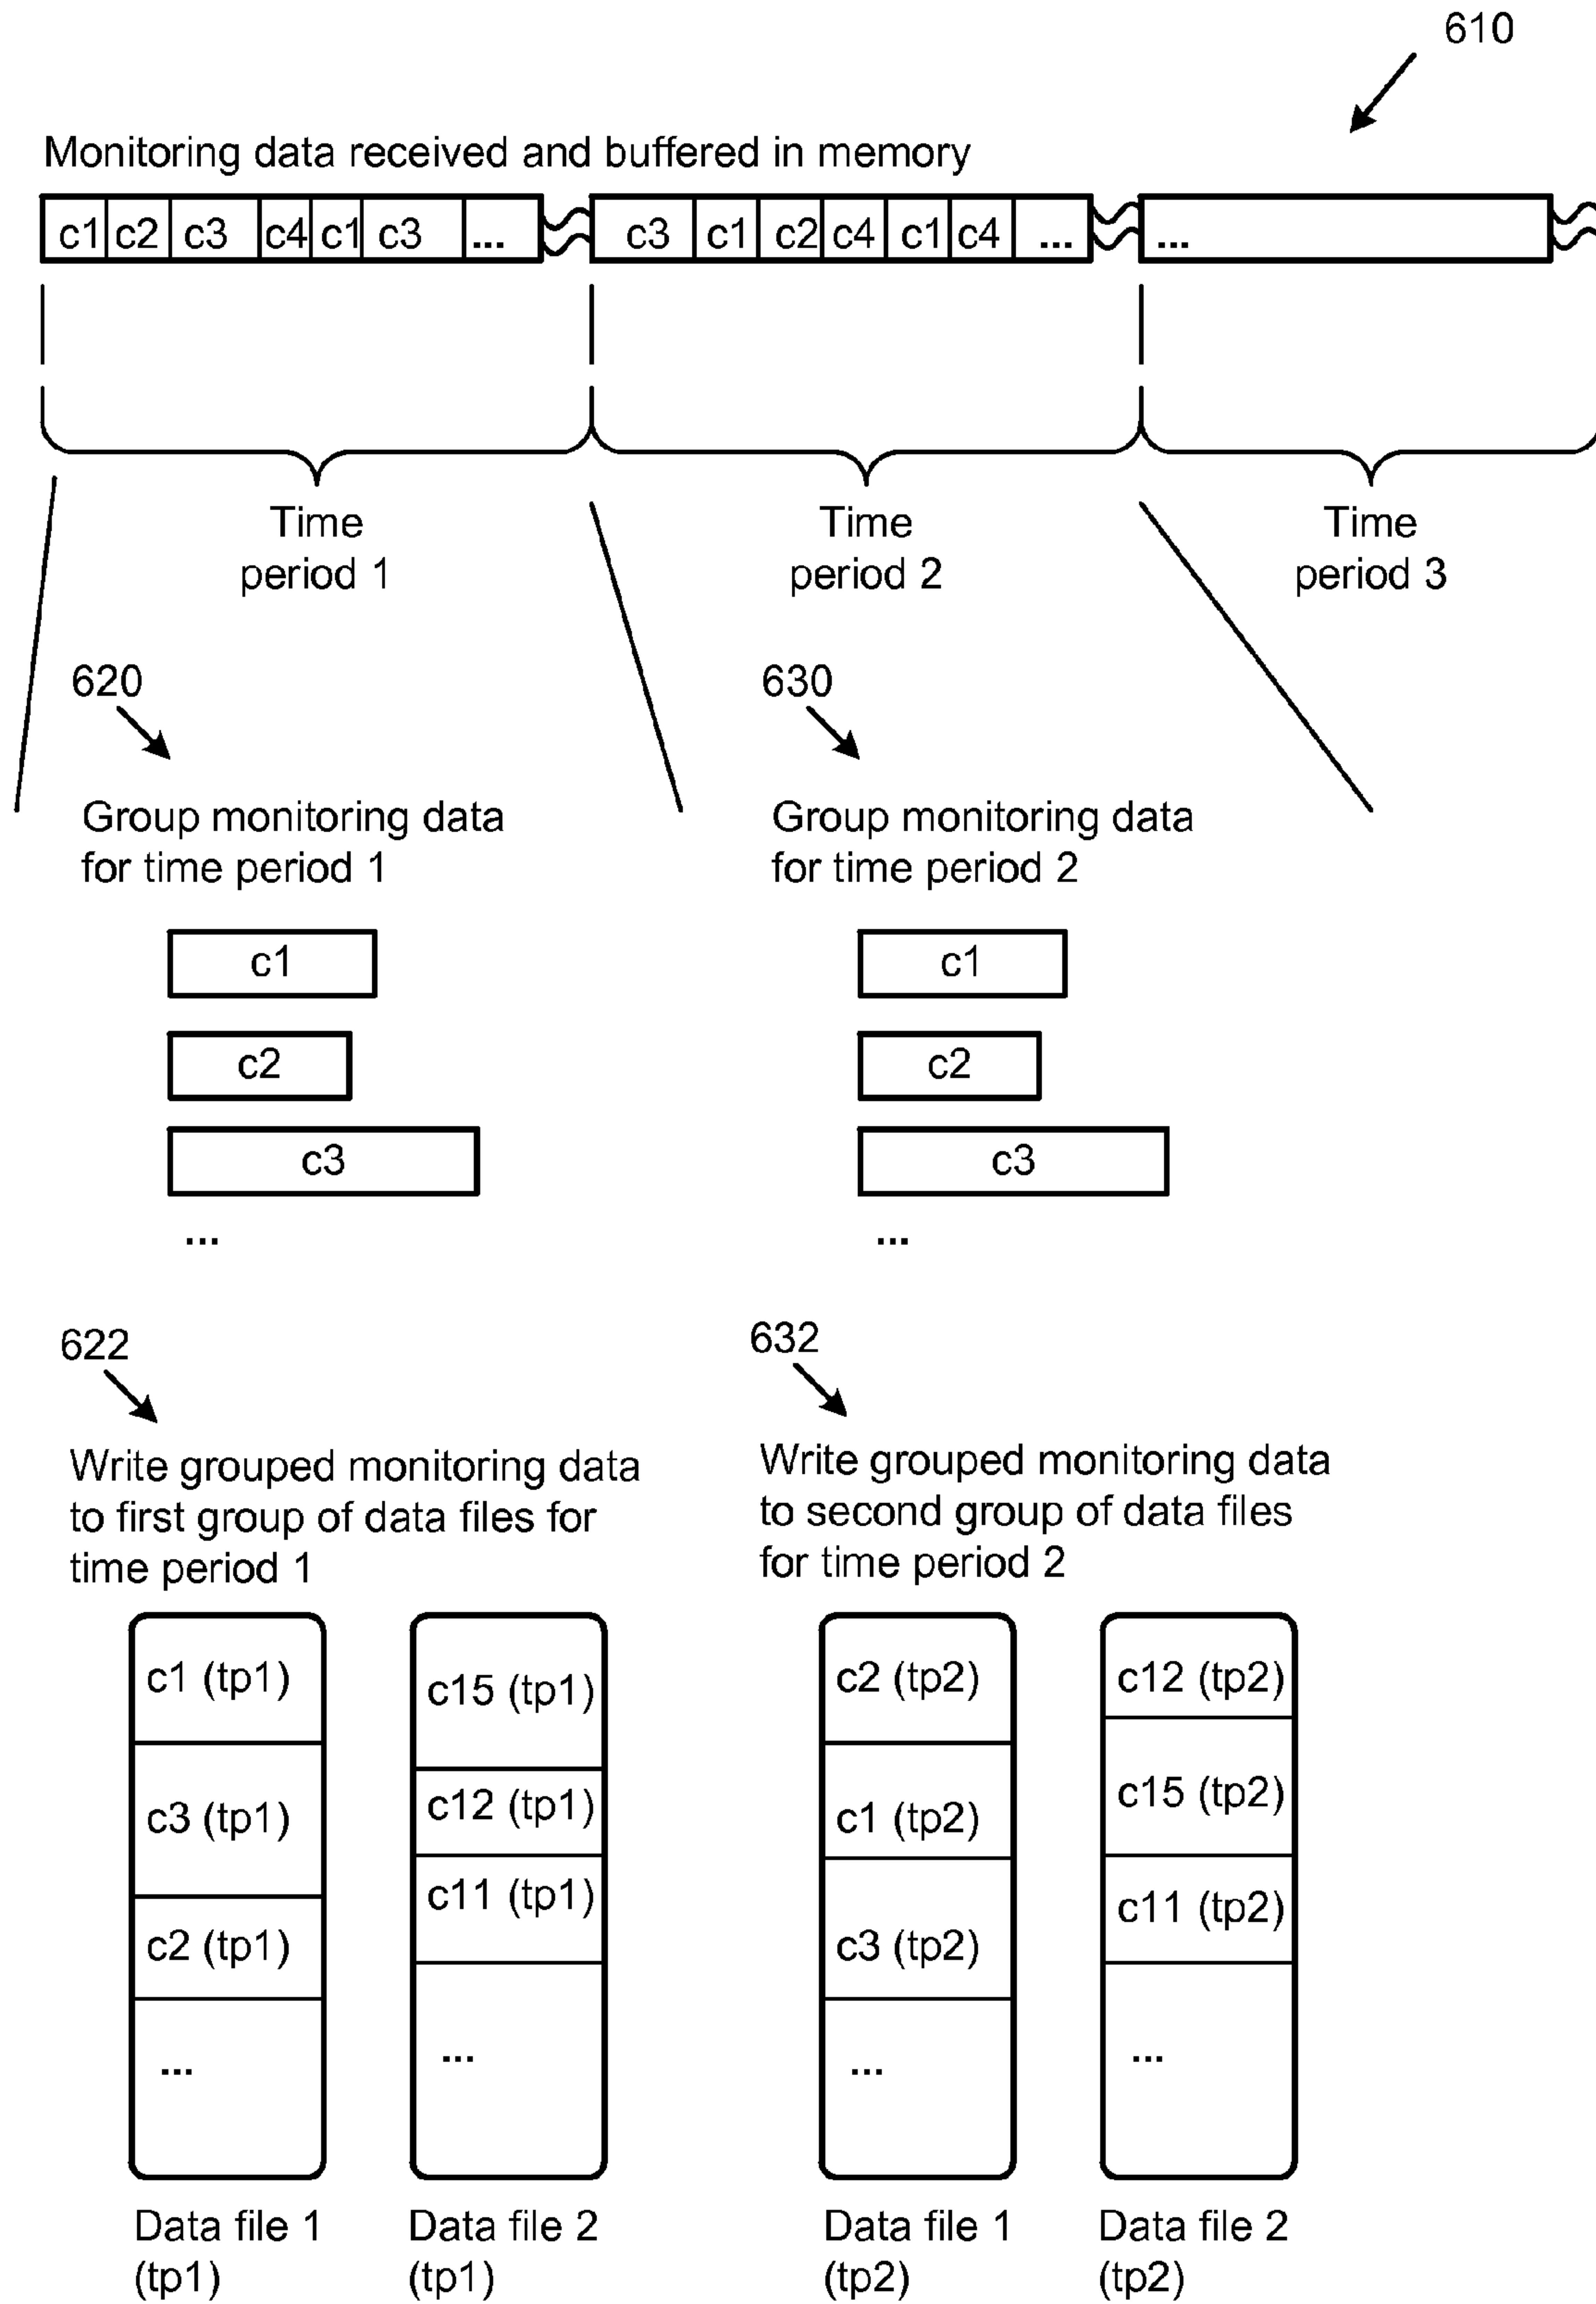 610
Monitoring data received and buffered in memory
c1 c2 c3 c4 c1 c3 ... c3 c1 c2 c4 c1 c4 ... ...
Time period 1
Time period 2
Time period 3
620
Group monitoring data
for time period 1
c1
c2
c3
...
630
Group monitoring data
for time period 2
c1
c2
c3
...
622
Write grouped monitoring data
to first group of data files for
time period 1
c1 (tp1)
c3 (tp1)
c2 (tp1)
...
Data file 1
(tp1)
c15 (tp1)
c12 (tp1)
c11 (tp1)
...
Data file 2
(tp1)
632
Write grouped monitoring data
to second group of data files
for time period 2
c2 (tp2)
c1 (tp2)
c3 (tp2)
...
Data file 1
(tp2)
c12 (tp2)
c15 (tp2)
c11 (tp2)
...
Data file 2
(tp2)